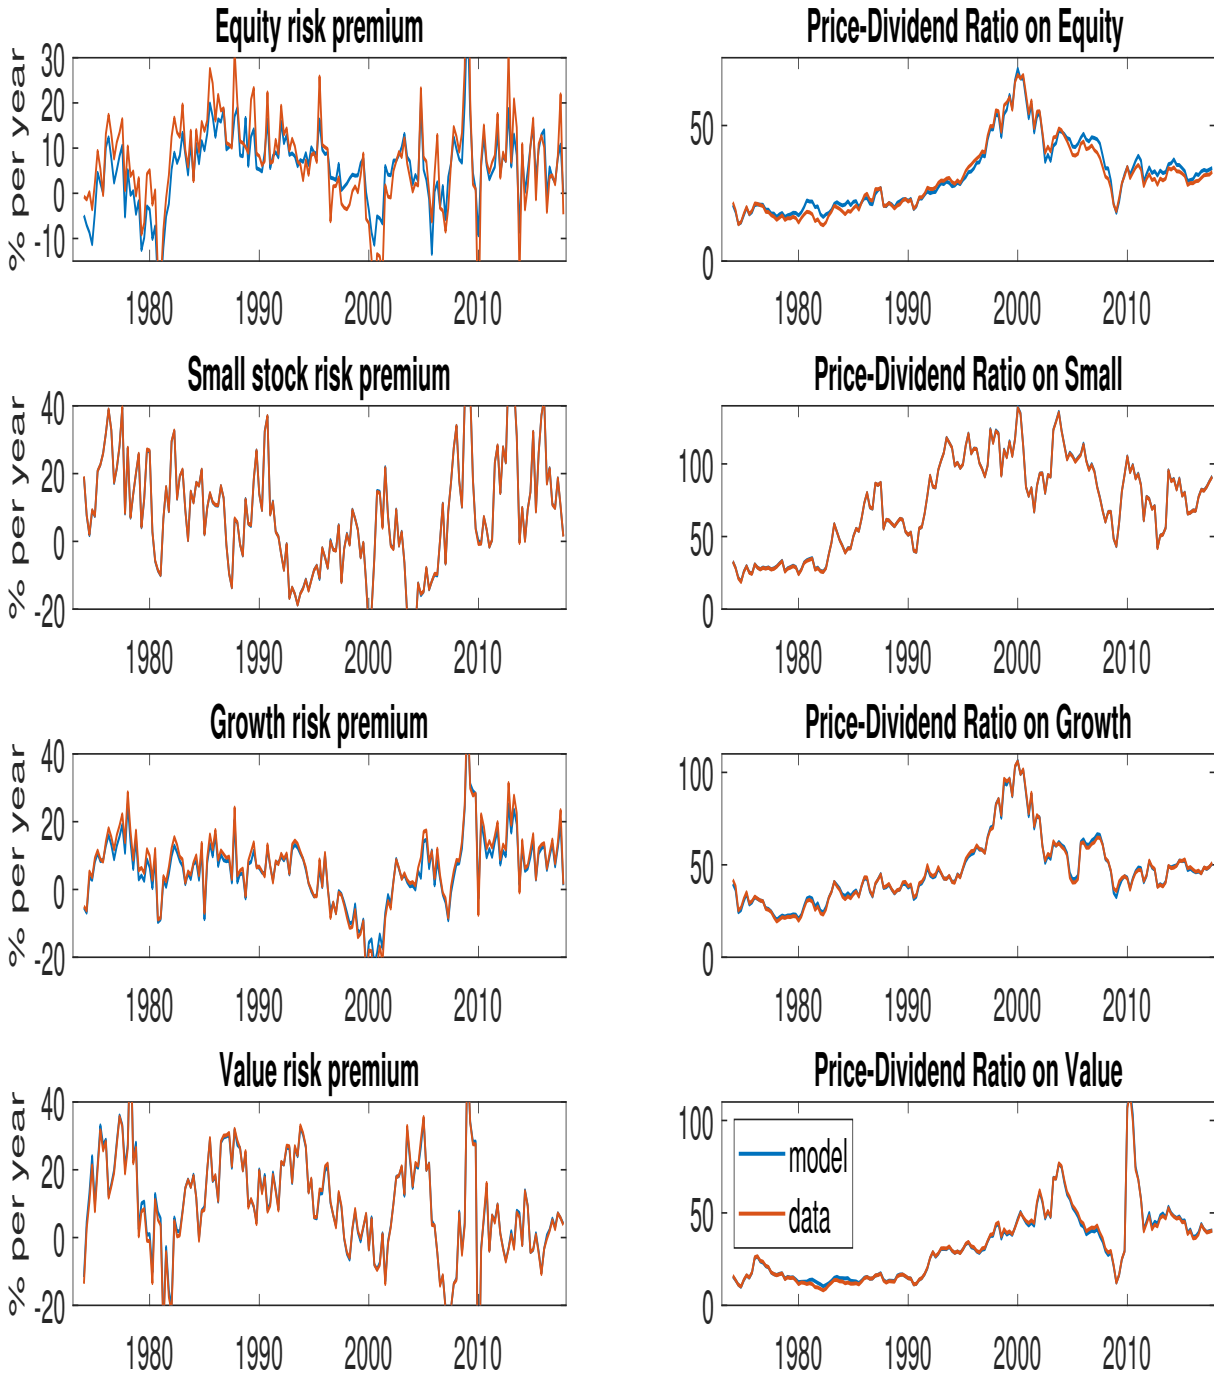 Equity risk premium
% per year
30
20
10
0
-10
1980 1990 2000 2010
Price-Dividend Ratio on Equity
50
0
1980 1990 2000 2010
Small stock risk premium
% per year
40
20
0
-20
1980 1990 2000 2010
Price-Dividend Ratio on Small
100
50
0
1980 1990 2000 2010
Growth risk premium
% per year
40
20
0
-20
1980 1990 2000 2010
Price-Dividend Ratio on Growth
100
50
0
1980 1990 2000 2010
Value risk premium
% per year
40
20
0
-20
1980 1990 2000 2010
Price-Dividend Ratio on Value
100
50
0
model
data
1980 1990 2000 2010